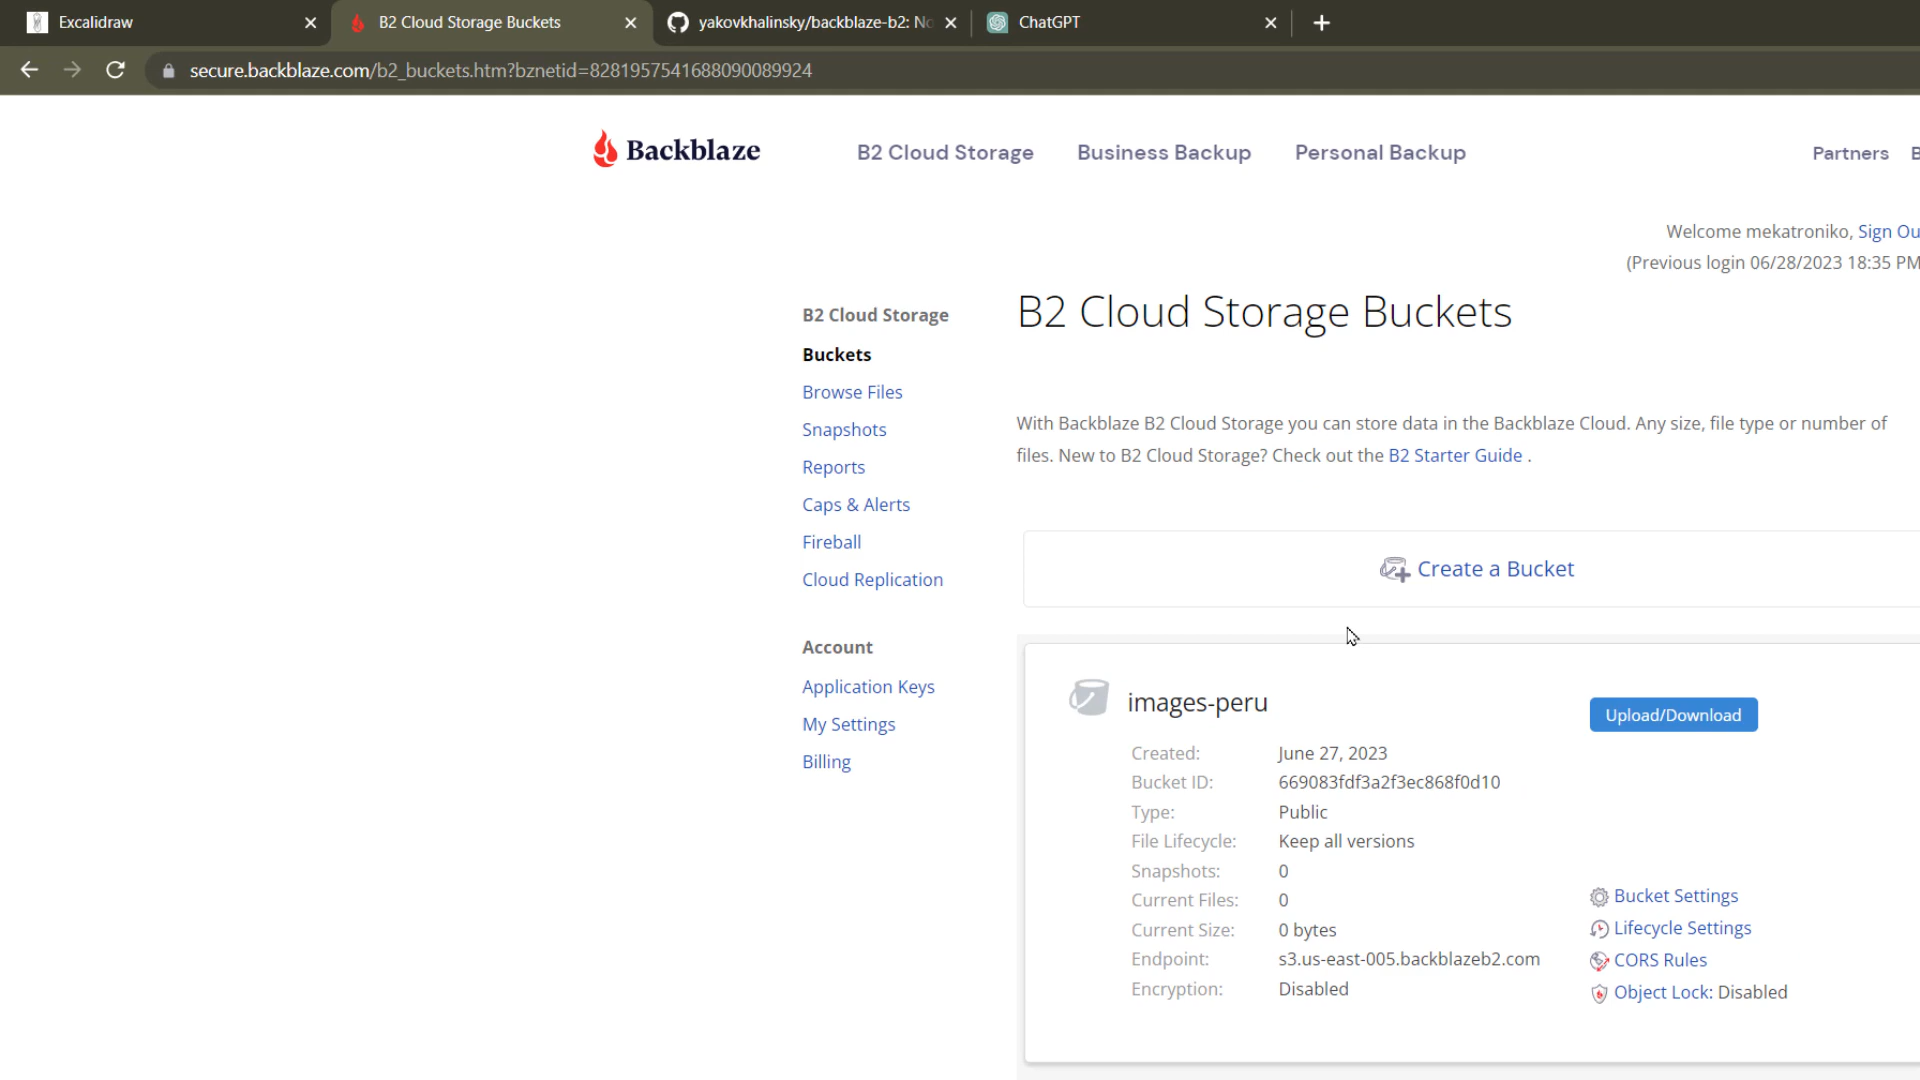 Excalidraw
B2 Cloud Storage Buckets
yakovkhalinsky/backblaze-b2: No
ChatGPT
secure.backblaze.com/b2_buckets.htm?bznetid=8281957541688090089924
Backblaze
B2 Cloud Storage
Business Backup
Personal Backup
Partners
B
Welcome mekatroniko, Sign Ou
(Previous login 06/28/2023 18:35 PM
B2 Cloud Storage
Buckets
Browse Files
Snapshots
Reports
Caps & Alerts
Fireball
Cloud Replication
Account
Application Keys
My Settings
Billing
B2 Cloud Storage Buckets
With Backblaze B2 Cloud Storage you can store data in the Backblaze Cloud. Any size, file type or number of
files. New to B2 Cloud Storage? Check out the B2 Starter Guide .
Create a Bucket
images-peru
Upload/Download
Created: June 27, 2023
Bucket ID: 669083fdf3a2f3ec868f0d10
Type: Public
File Lifecycle: Keep all versions
Snapshots: 0
Current Files: 0
Current Size: 0 bytes
Endpoint: s3.us-east-005.backblazeb2.com
Encryption: Disabled
Bucket Settings
Lifecycle Settings
CORS Rules
Object Lock: Disabled